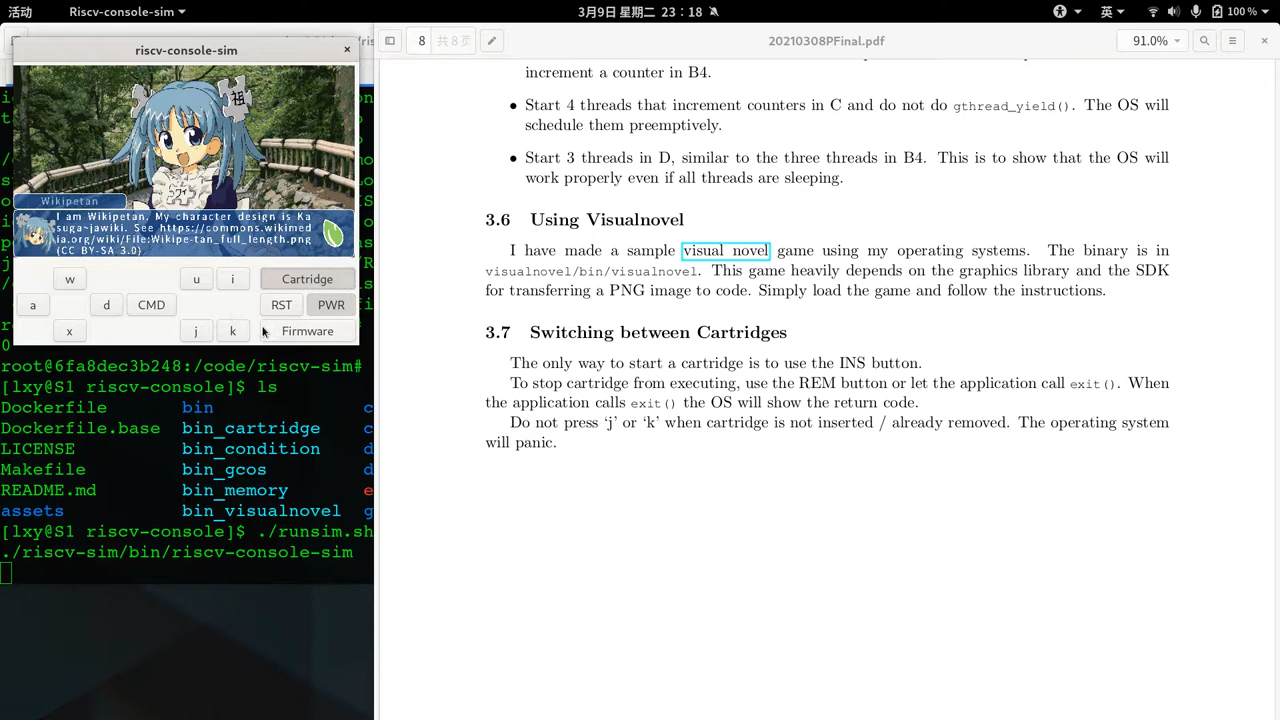 活动
Riscv-console-sim
3月9日 星期二 23：18
英
100 %
riscv-console-sim
×
祖
Wikipetan
I am Wikipetan. My character design is Ka
suga~jawiki. See https://commons.wikimed
ia.org/wiki/File:Wikipe-tan_full_length.png
(CC BY-SA 3.0)
w
u
i
Cartridge
a
d
CMD
RST
PWR
x
j
k
Firmware
root@6fa8dec3b248:/code/riscv-sim#
[lxy@S1 riscv-console]$ ls
Dockerfile bin c
Dockerfile.base bin_cartridge c
LICENSE bin_condition d
Makefile bin_gcos d
README.md bin_memory e
assets bin_visualnovel g
[lxy@S1 riscv-console]$ ./runsim.sh
./riscv-sim/bin/riscv-console-sim
8 共 8 页
20210308PFinal.pdf
91.0%
×
increment a counter in B4.
• Start 4 threads that increment counters in C and do not do gthread_yield(). The OS will
schedule them preemptively.
• Start 3 threads in D, similar to the three threads in B4. This is to show that the OS will
work properly even if all threads are sleeping.
3.6 Using Visualnovel
I have made a sample visual novel game using my operating systems. The binary is in
visualnovel/bin/visualnovel. This game heavily depends on the graphics library and the SDK
for transferring a PNG image to code. Simply load the game and follow the instructions.
3.7 Switching between Cartridges
The only way to start a cartridge is to use the INS button.
To stop cartridge from executing, use the REM button or let the application call exit(). When
the application calls exit() the OS will show the return code.
Do not press ‘j’ or ‘k’ when cartridge is not inserted / already removed. The operating system
will panic.